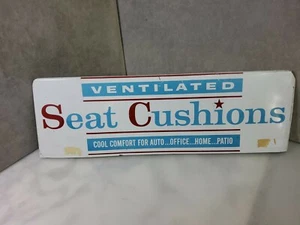 VENTILATED
Seat Cushions
COOL COMFORT FOR AUTO...OFFICE...HOME...PATIO